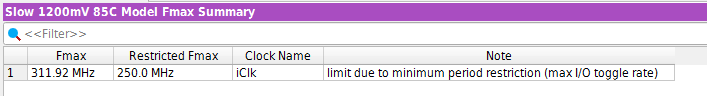 Slow 1200mV 85C Model Fmax Summary
<<Filter>>
Fmax Restricted Fmax Clock Name Note
1 311.92 MHz 250.0 MHz iClk limit due to minimum period restriction (max I/O toggle rate)